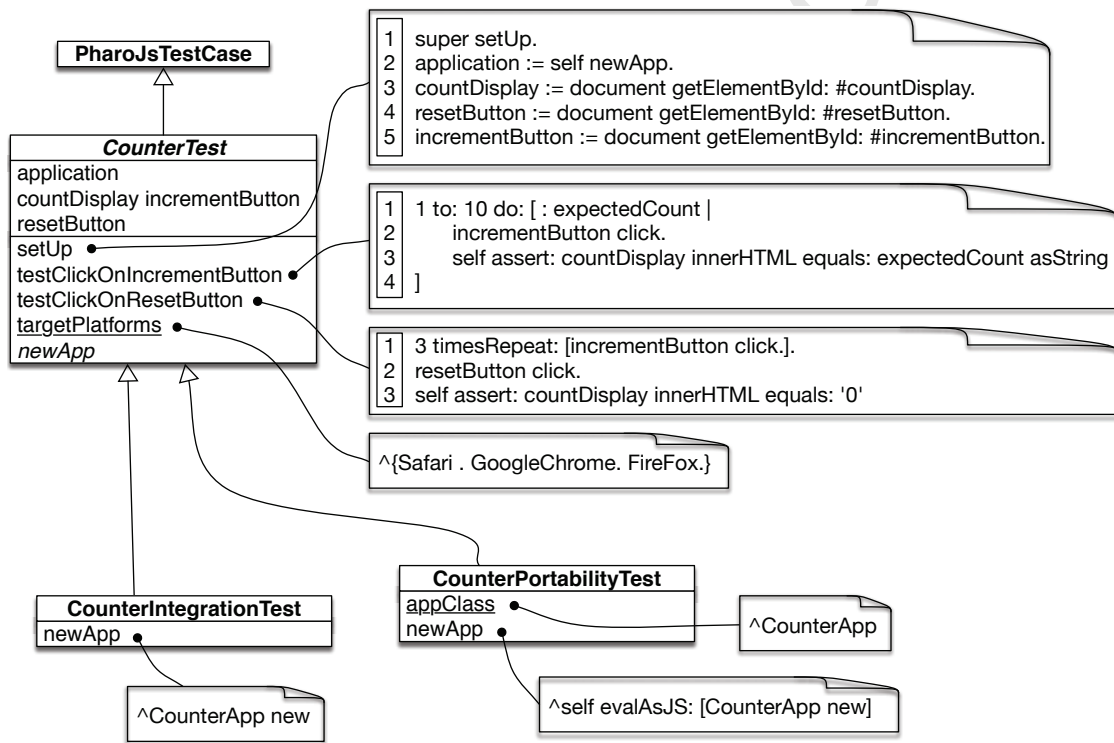 PharoJsTestCase
CounterTest
application
countDisplay incrementButton
resetButton
setUp
testClickOnIncrementButton
testClickOnResetButton
targetPlatforms
newApp
1 super setUp.
2 application := self newApp.
3 countDisplay := document getElementById: #countDisplay.
4 resetButton := document getElementById: #resetButton.
5 incrementButton := document getElementById: #incrementButton.
1 1 to: 10 do: [ : expectedCount |
2 incrementButton click.
3 self assert: countDisplay innerHTML equals: expectedCount asString
4 ]
1 3 timesRepeat: [incrementButton click.].
2 resetButton click.
3 self assert: countDisplay innerHTML equals: '0'
^{Safari . GoogleChrome. FireFox.}
CounterIntegrationTest
newApp
^CounterApp new
CounterPortabilityTest
appClass
newApp
^CounterApp
^self evalAsJS: [CounterApp new]